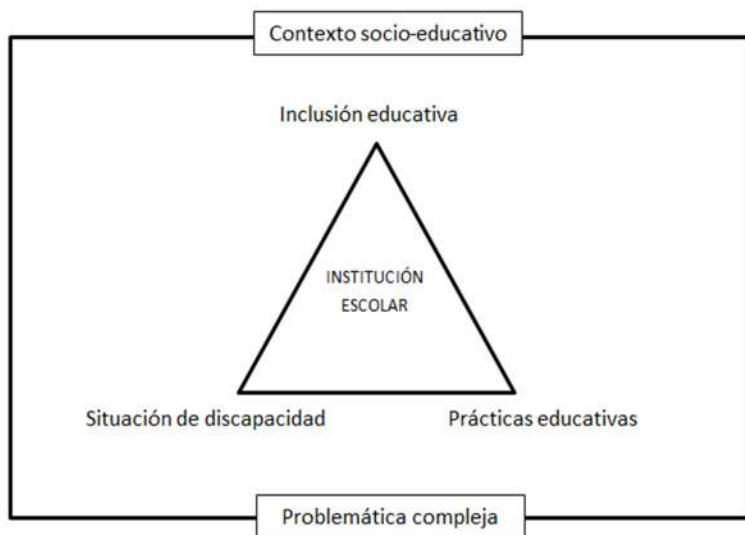 Contexto socio-educativo
Inclusión educativa
INSTITUCIÓN
ESCOLAR
Situación de discapacidad
Prácticas educativas
Problemática compleja